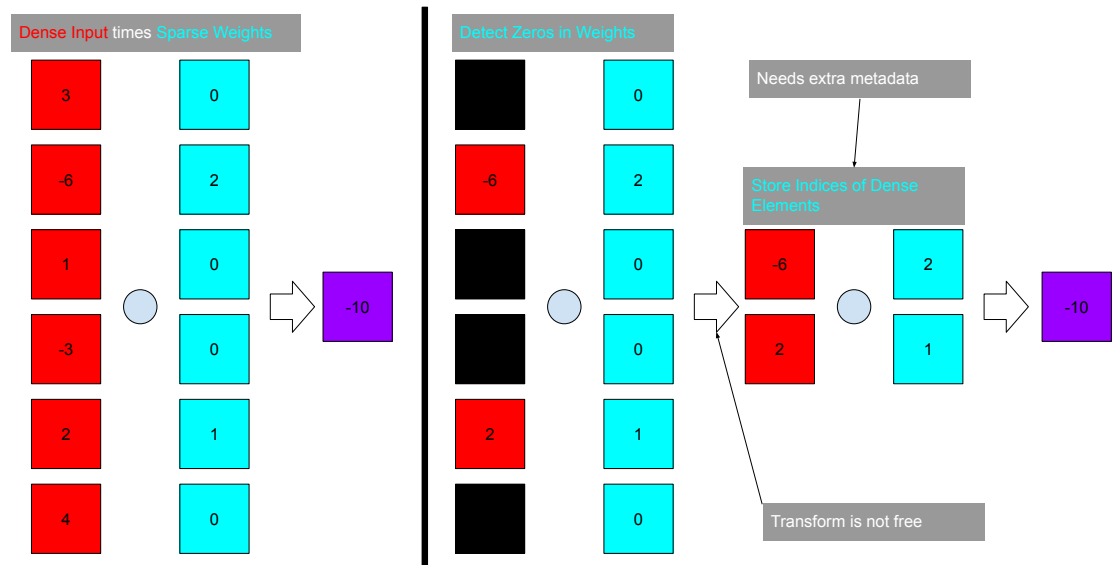 Dense Input times Sparse Weights
3 0
-6 2
1 0
-3 0
2 1
4 0
-10
Detect Zeros in Weights
0
-6 2
0
0
2 1
0
Needs extra metadata
Store Indices of Dense
Elements
-6 2
2 1
-10
Transform is not free